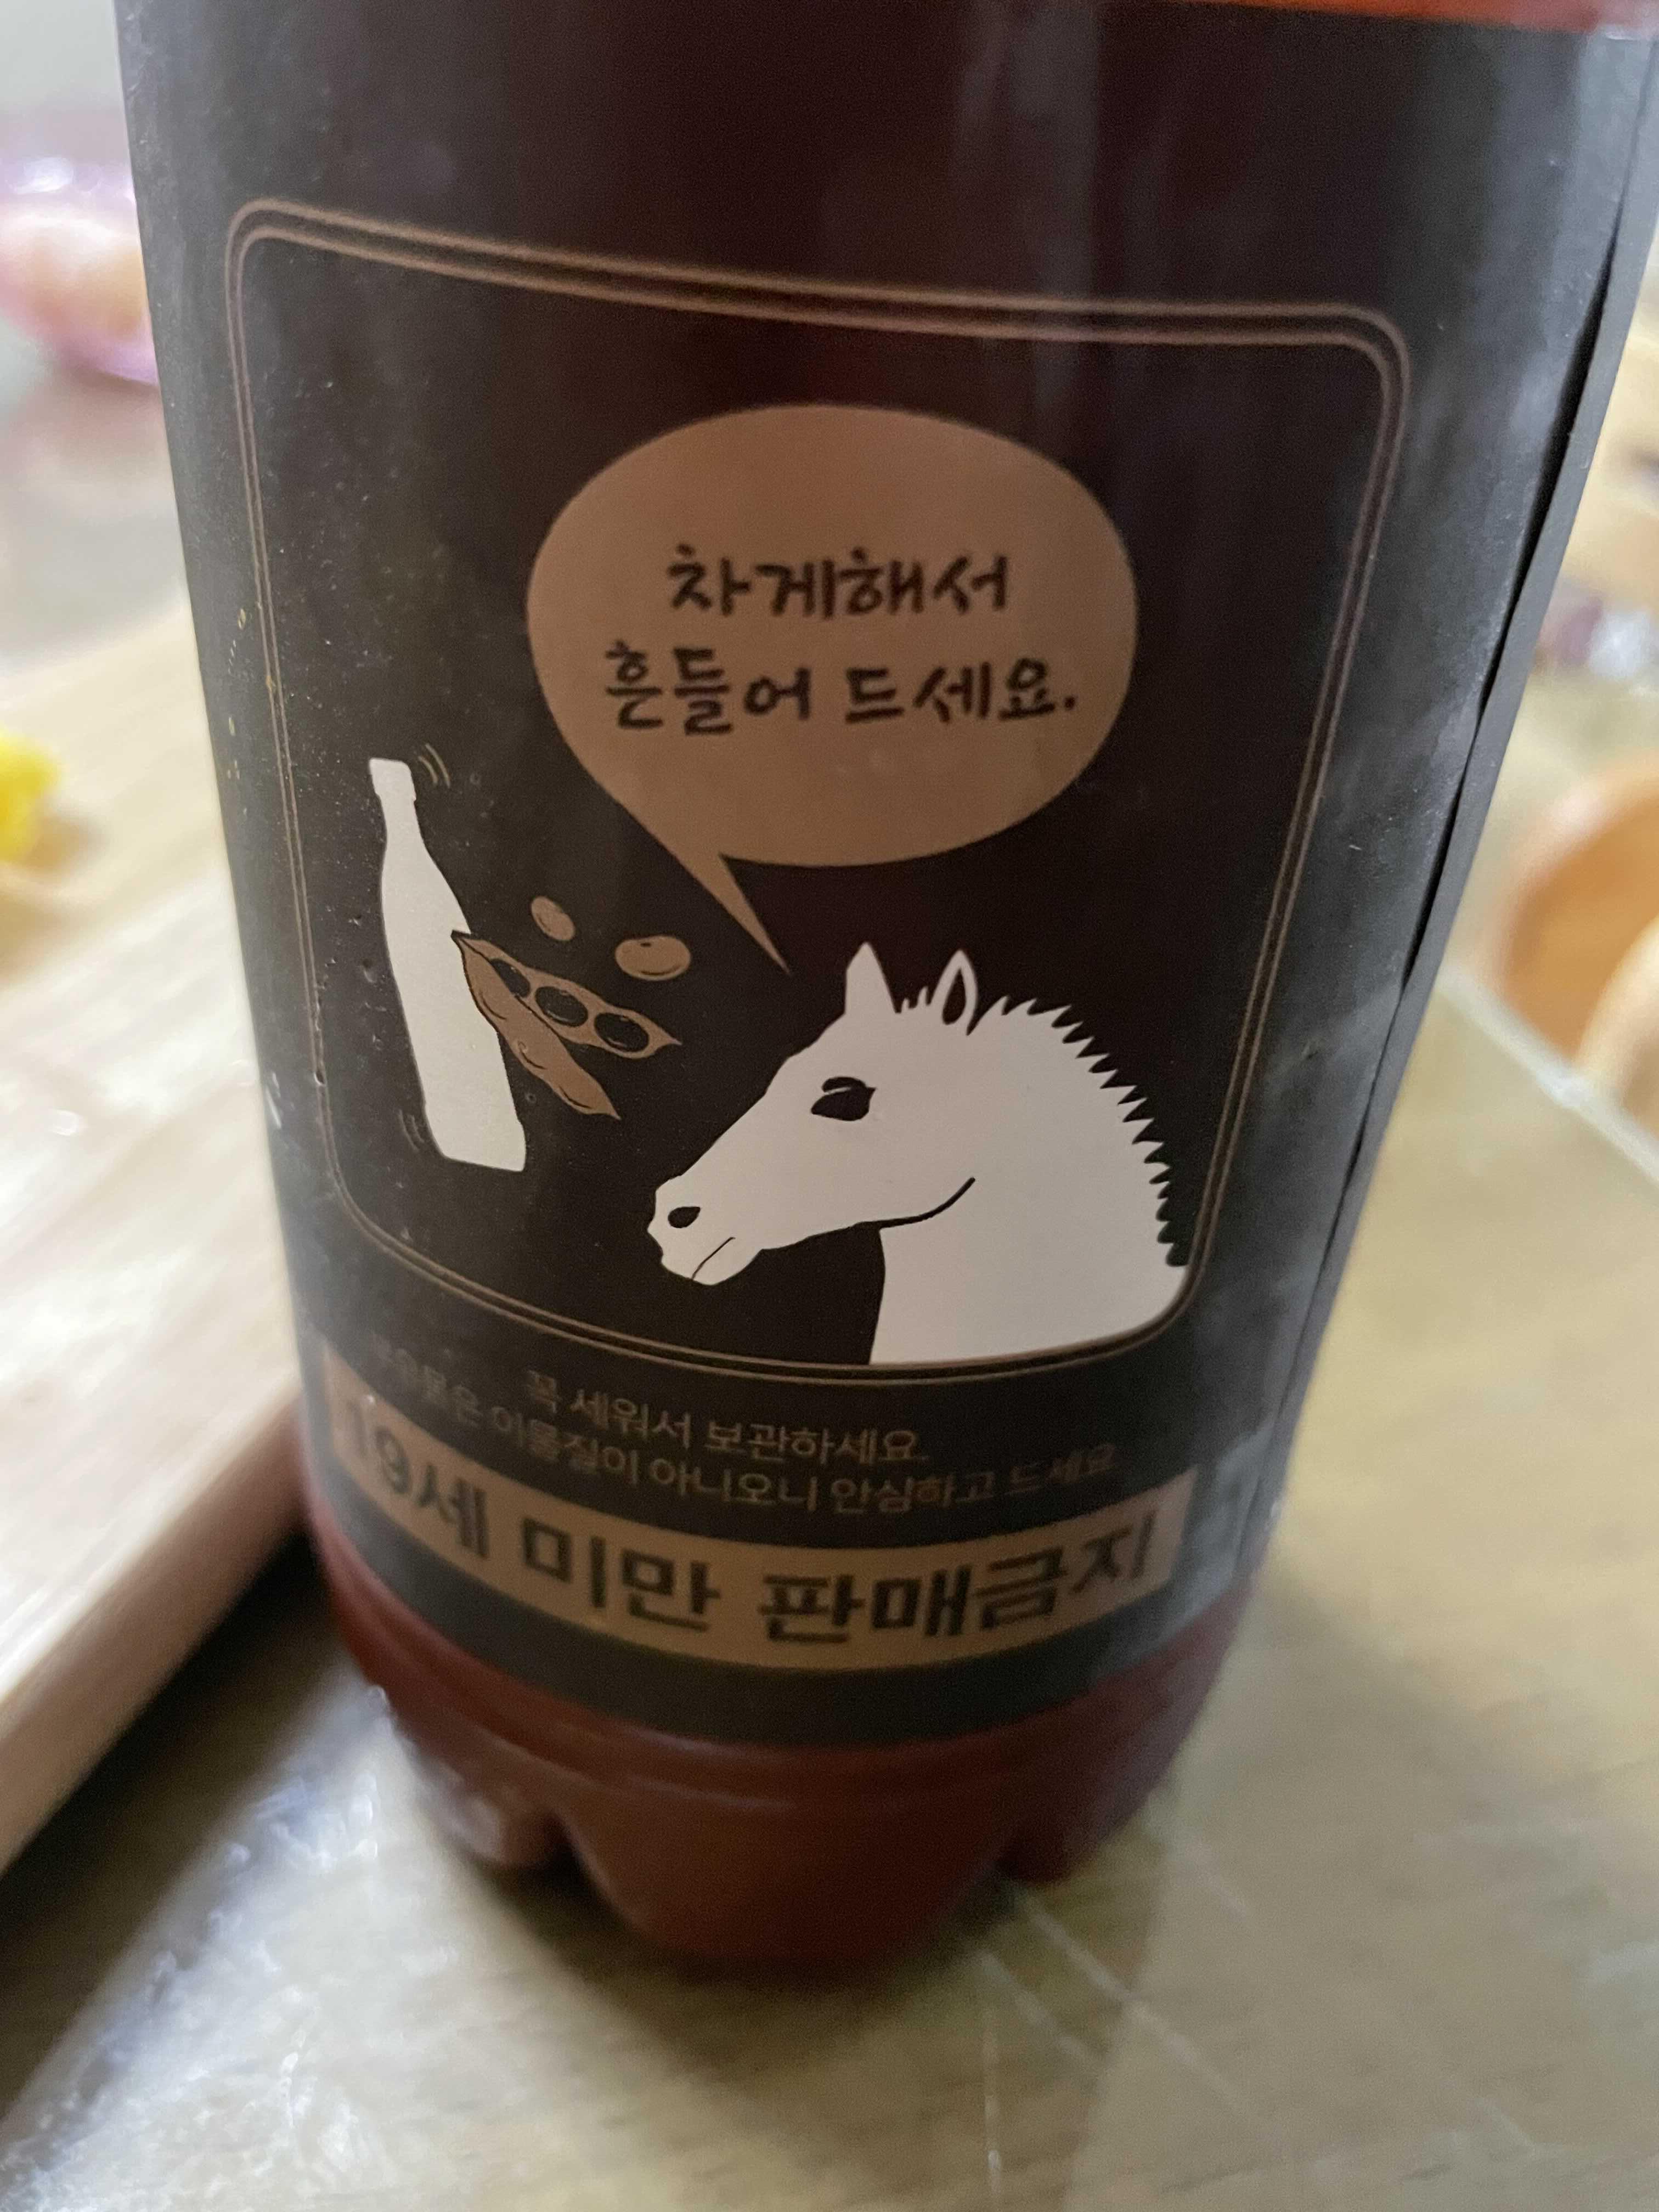 차게해서
흔들어 드세요.
꼭 세워서 보관하세요.
이물질이 아니오니 안심하고 드세요
19세 미만 판매금지